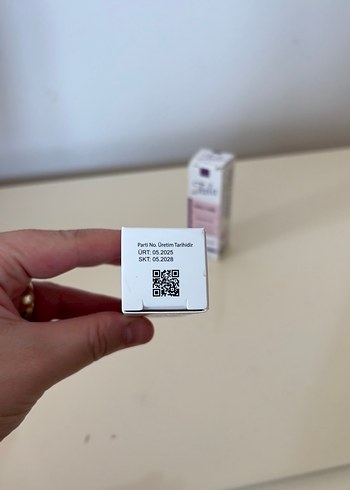 Parti No, Üretim Tarihidir
ÜRT: 05.2025
SKT: 05.2028